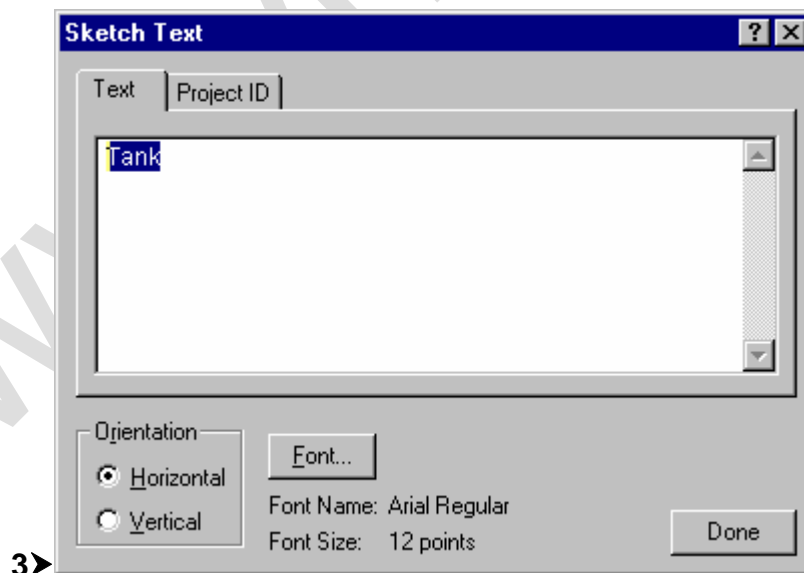 Sketch Text
Text
Project ID
Tank
Orientation
Horizontal
Vertical
Font...
Font Name: Arial Regular
Font Size: 12 points
Done
3